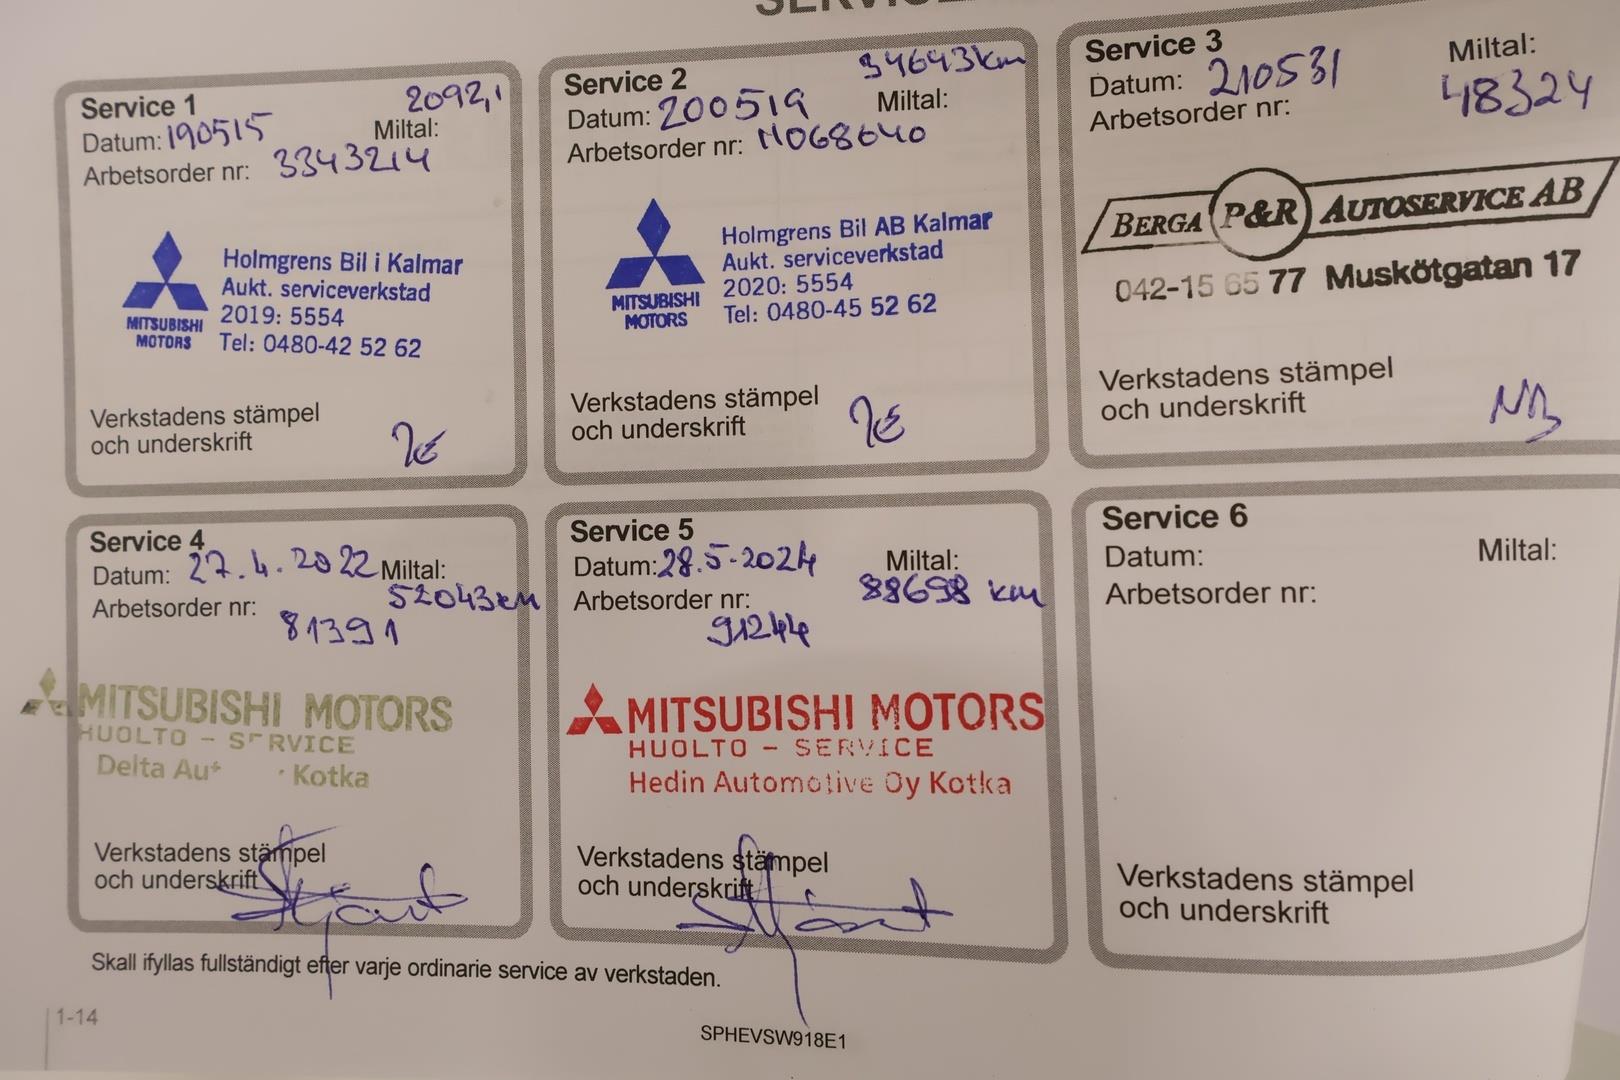 Service 1
2092,1
Datum: 190515 Miltal:
Arbetsorder nr: 3343214
MITSUBISHI
MOTORS
Holmgrens Bil i Kalmar
Aukt. serviceverkstad
2019: 5554
Tel: 0480-42 52 62
Verkstadens stämpel
och underskrift
Service 2
34643km
Datum: 200519 Miltal:
Arbetsorder nr: M068640
MITSUBISHI
MOTORS
Holmgrens Bil AB Kalmar
Aukt. serviceverkstad
2020: 5554
Tel: 0480-45 52 62
Verkstadens stämpel
och underskrift
Service 3
Datum: 210531 Miltal:
48324
Arbetsorder nr:
BERGA P&R AUTOSERVICE AB
042-15 65 77 Muskötgatan 17
Verkstadens stämpel
och underskrift
Service 4
Datum: 27.4.2022 Miltal:
52043km
Arbetsorder nr:
81391
MITSUBISHI MOTORS
HUOLTO - SERVICE
Delta Kotka
Verkstadens stämpel
och underskrift
Service 5
Datum: 28.5.2024 Miltal:
88698 km
Arbetsorder nr:
91244
MITSUBISHI MOTORS
HUOLTO - SERVICE
Hedin Automotive Oy Kotka
Verkstadens stämpel
och underskrift
Service 6
Datum: Miltal:
Arbetsorder nr:
Verkstadens stämpel
och underskrift
Skall ifyllas fullständigt efter varje ordinarie service av verkstaden.
1-14
SPHEVSW918E1